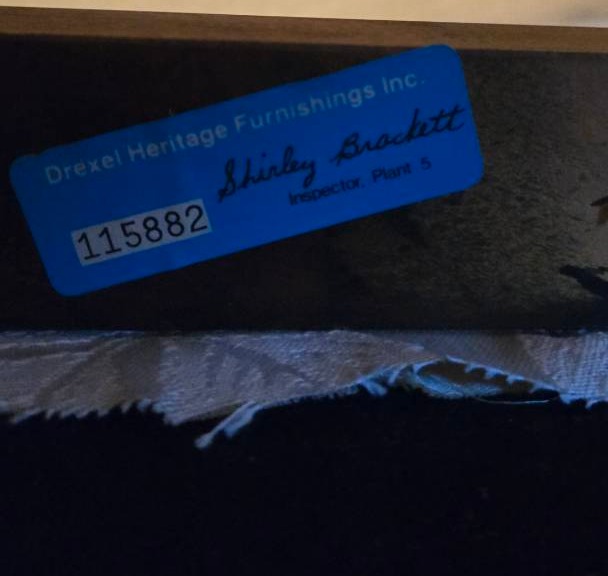 Drexel Heritage Furnishings Inc.
Shirley Brackett
Inspector, Plant 5
115882